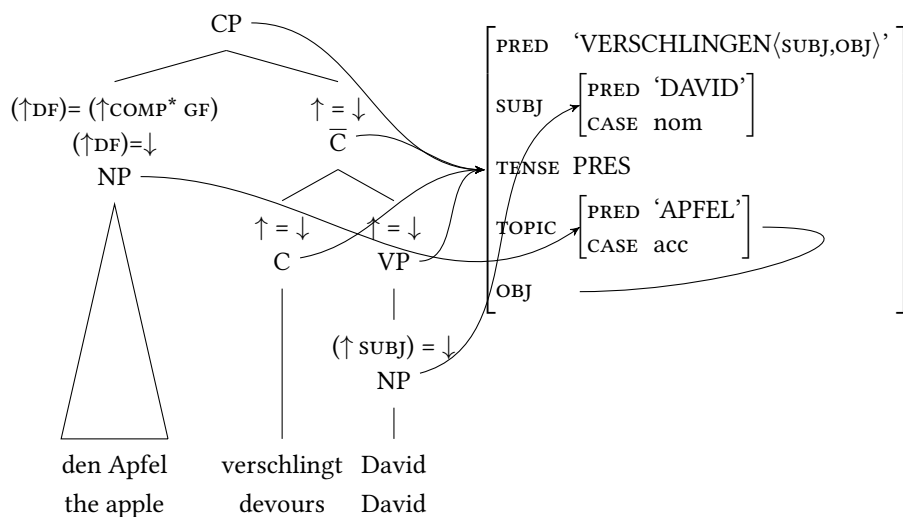 CP
(↑DF)= (↑COMP* GF)
(↑DF)=↓
NP
↑ = ↓
C̅
↑ = ↓
C
↑ = ↓
VP
(↑ SUBJ) = ↓
NP
den Apfel verschlingt David
the apple devours David
PRED ‘VERSCHLINGEN⟨SUBJ,OBJ⟩’
SUBJ
PRED ‘DAVID’
CASE nom
TENSE PRES
TOPIC
PRED ‘APFEL’
CASE acc
OBJ